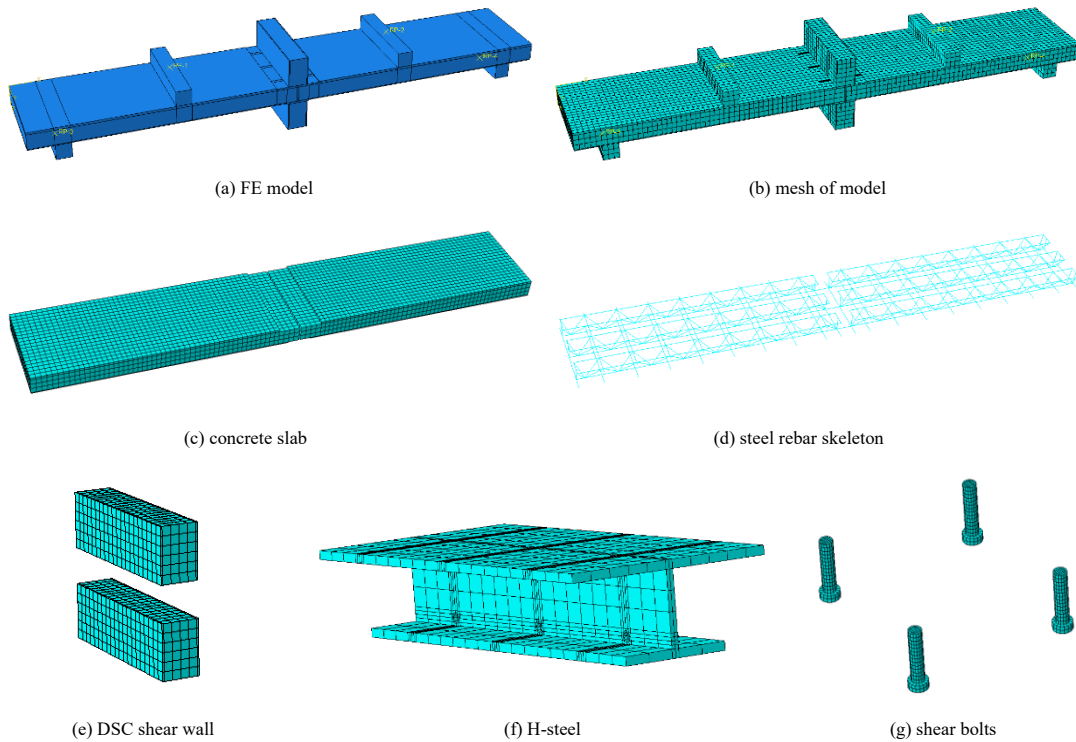 (a) FE model
(b) mesh of model
(c) concrete slab
(d) steel rebar skeleton
(e) DSC shear wall
(f) H-steel
(g) shear bolts